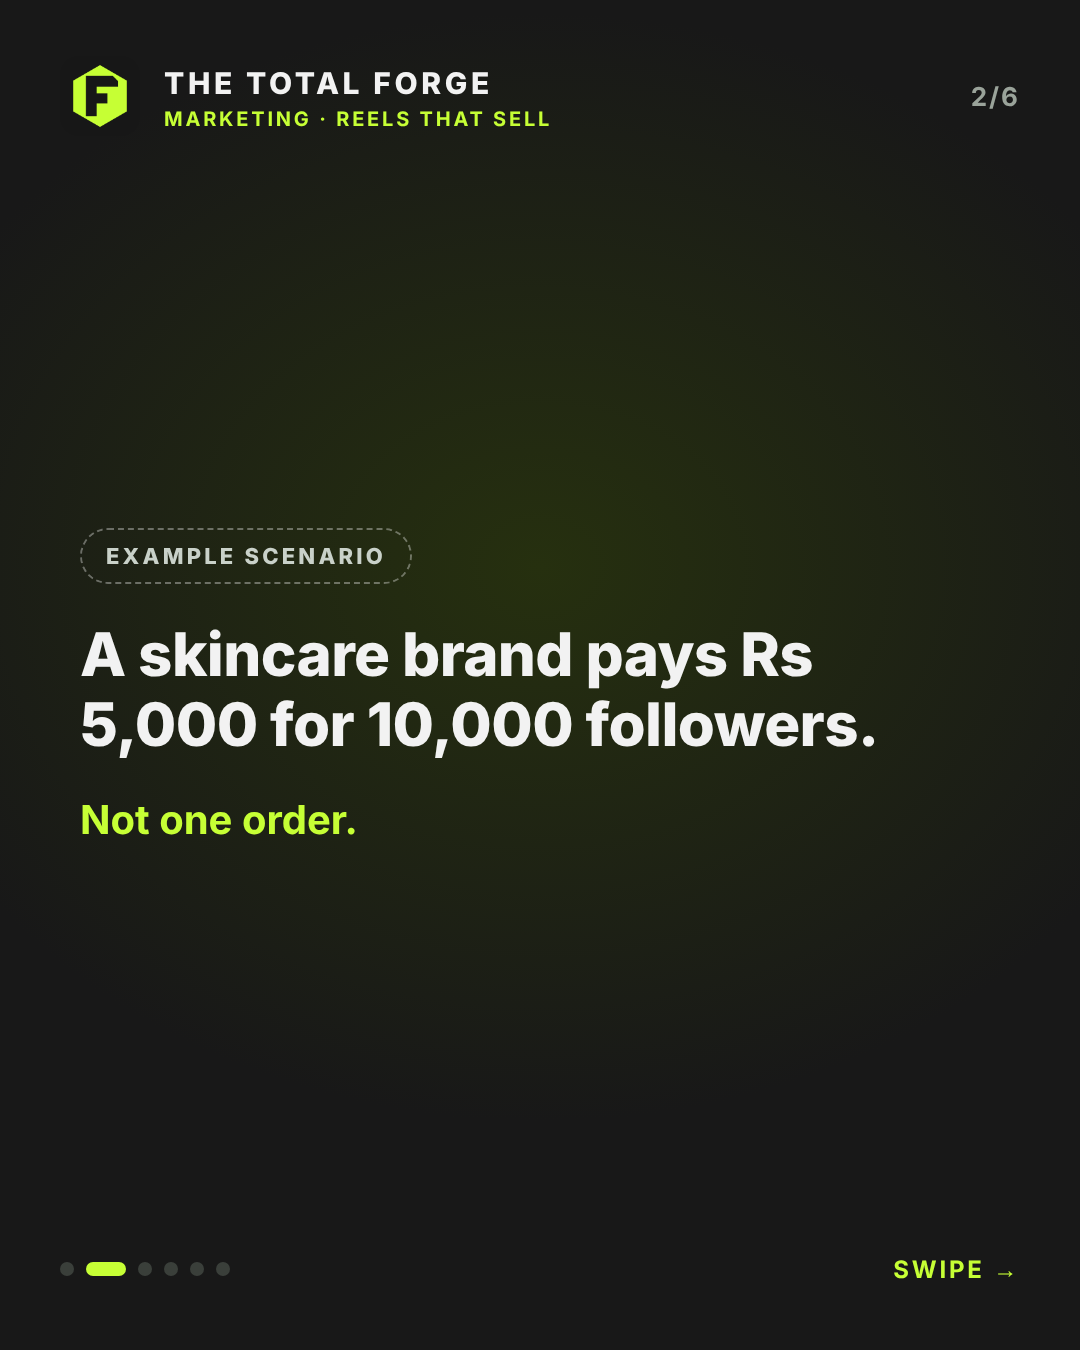 THE TOTAL FORGE
MARKETING · REELS THAT SELL
2/6
EXAMPLE SCENARIO
A skincare brand pays Rs
5,000 for 10,000 followers.
Not one order.
SWIPE →